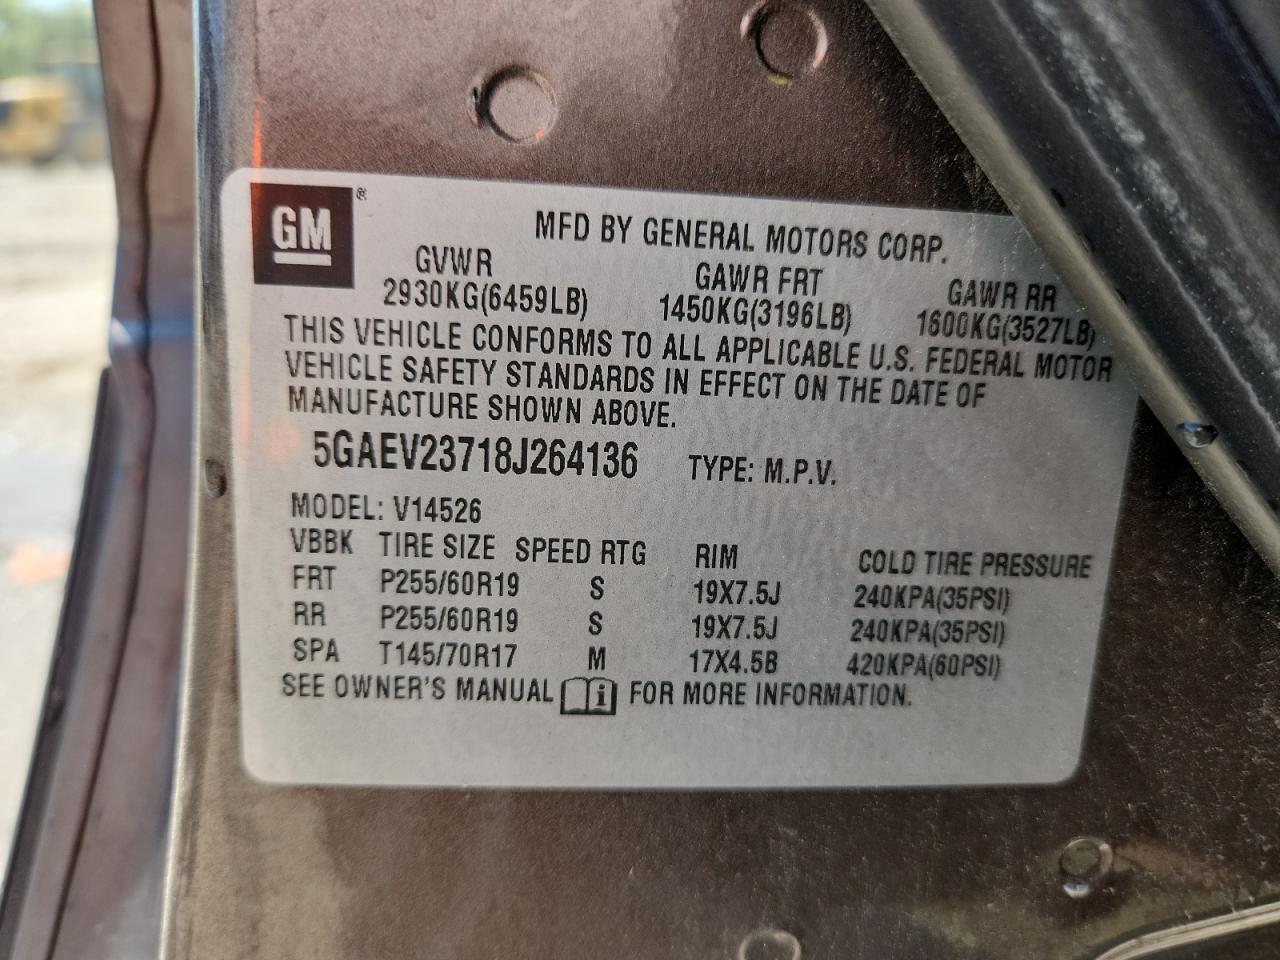 GM ®
MFD BY GENERAL MOTORS CORP.
GVWR GAWR FRT GAWR RR
2930KG(6459LB) 1450KG(3196LB) 1600KG(3527LB)
THIS VEHICLE CONFORMS TO ALL APPLICABLE U.S. FEDERAL MOTOR
VEHICLE SAFETY STANDARDS IN EFFECT ON THE DATE OF
MANUFACTURE SHOWN ABOVE.
5GAEV23718J264136 TYPE: M.P.V.
MODEL: V14526
VBBK TIRE SIZE SPEED RTG RIM COLD TIRE PRESSURE
FRT P255/60R19 S 19X7.5J 240KPA(35PSI)
RR P255/60R19 S 19X7.5J 240KPA(35PSI)
SPA T145/70R17 M 17X4.5B 420KPA(60PSI)
SEE OWNER'S MANUAL i FOR MORE INFORMATION.